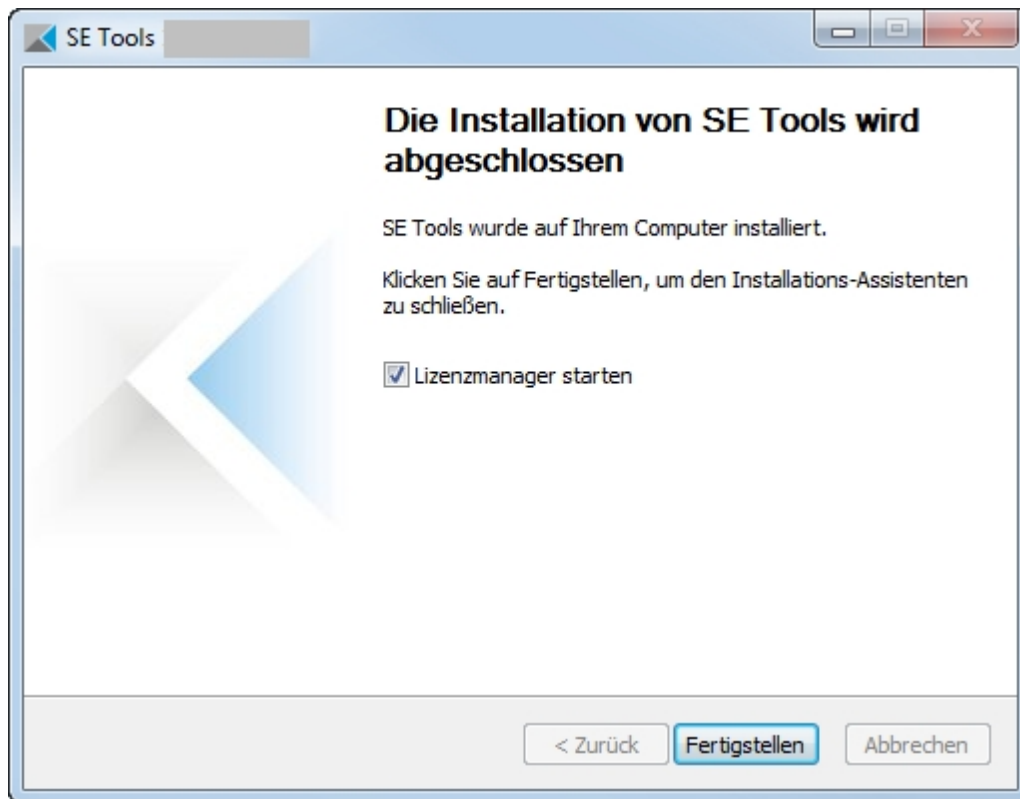 SE Tools
Die Installation von SE Tools wird
abgeschlossen
SE Tools wurde auf Ihrem Computer installiert.
Klicken Sie auf Fertigstellen, um den Installations-Assistenten
zu schließen.
Lizenzmanager starten
< Zurück Fertigstellen Abbrechen